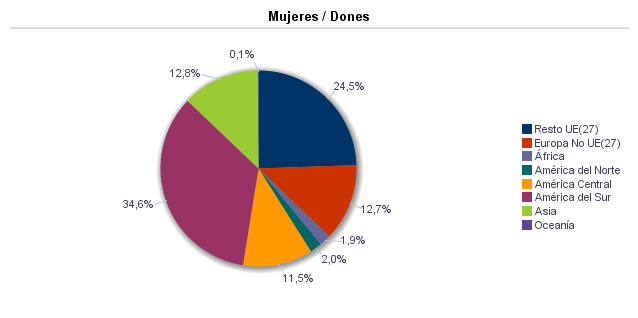 Mujeres / Dones
0,1%
12,8%
24,5%
34,6%
12,7%
1,9%
2,0%
11,5%
Resto UE(27)
Europa No UE(27)
África
América del Norte
América Central
América del Sur
Asia
Oceanía